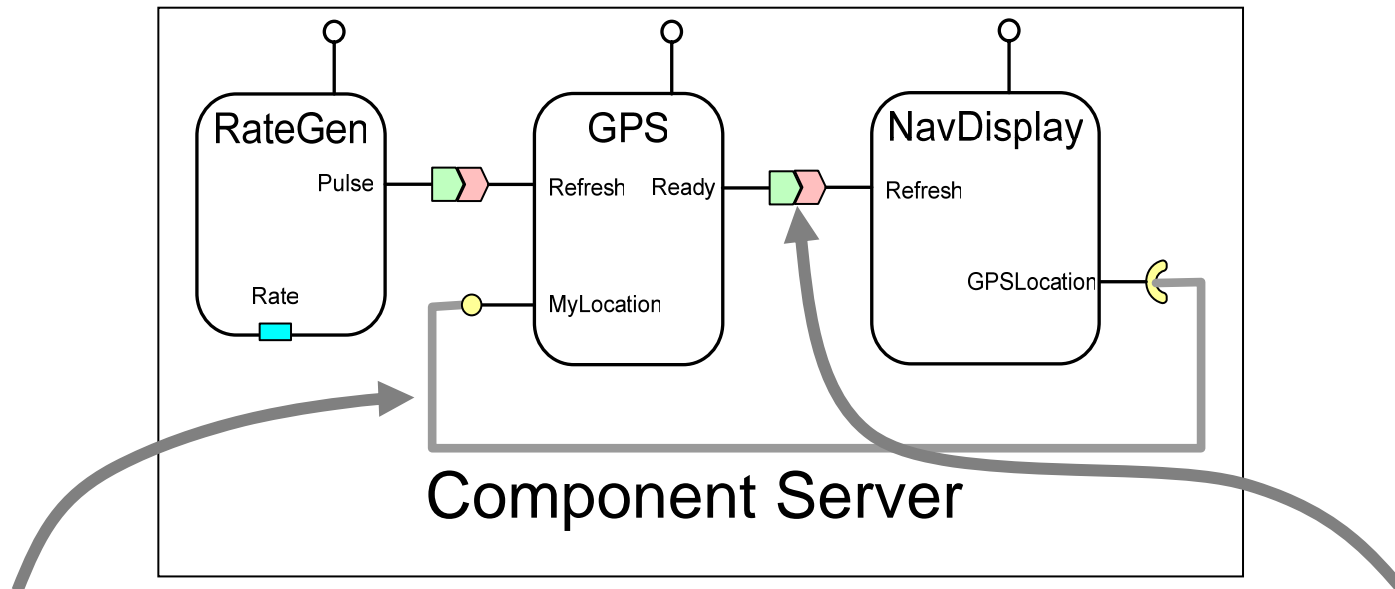 RateGen
GPS
NavDisplay
Pulse
Refresh
Ready
Refresh
GPSLocation
Rate
MyLocation
Component Server